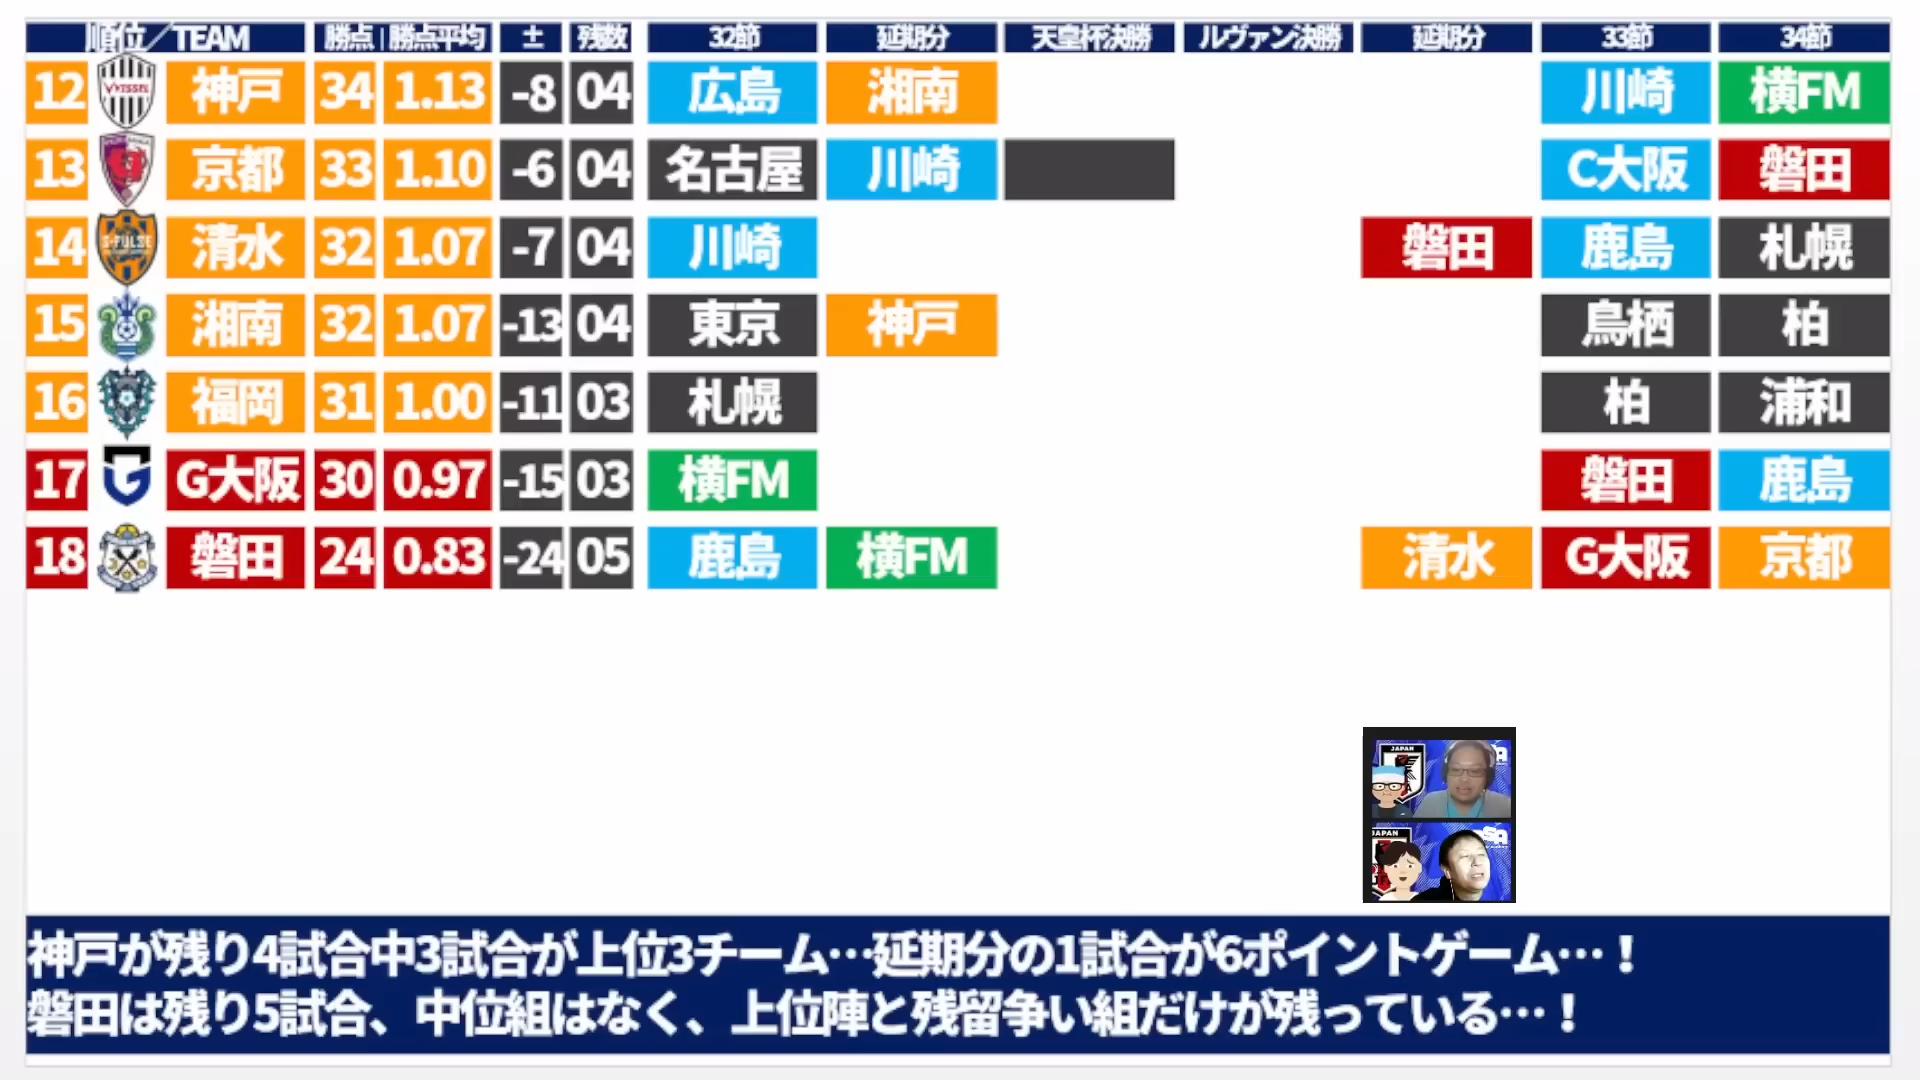 順位／TEAM 勝点 | 勝点平均 ± 残数 32節 延期分 天皇杯決勝 ルヴァン決勝 延期分 33節 34節
12 神戸 34 1.13 -8 04 広島 湘南 川崎 横FM
13 京都 33 1.10 -6 04 名古屋 川崎 C大阪 磐田
14 清水 32 1.07 -7 04 川崎 磐田 鹿島 札幌
15 湘南 32 1.07 -13 04 東京 神戸 鳥栖 柏
16 福岡 31 1.00 -11 03 札幌 柏 浦和
17 G大阪 30 0.97 -15 03 横FM 磐田 鹿島
18 磐田 24 0.83 -24 05 鹿島 横FM 清水 G大阪 京都
JAPAN
JAPAN
神戸が残り4試合中3試合が上位3チーム…延期分の1試合が6ポイントゲーム…！
磐田は残り5試合、中位組はなく、上位陣と残留争い組だけが残っている…！